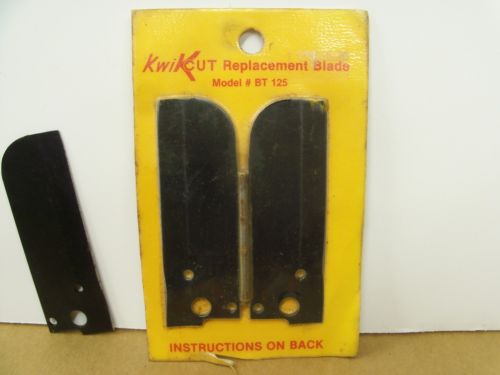 KwiKCUT Replacement Blade
Model # BT 125
INSTRUCTIONS ON BACK